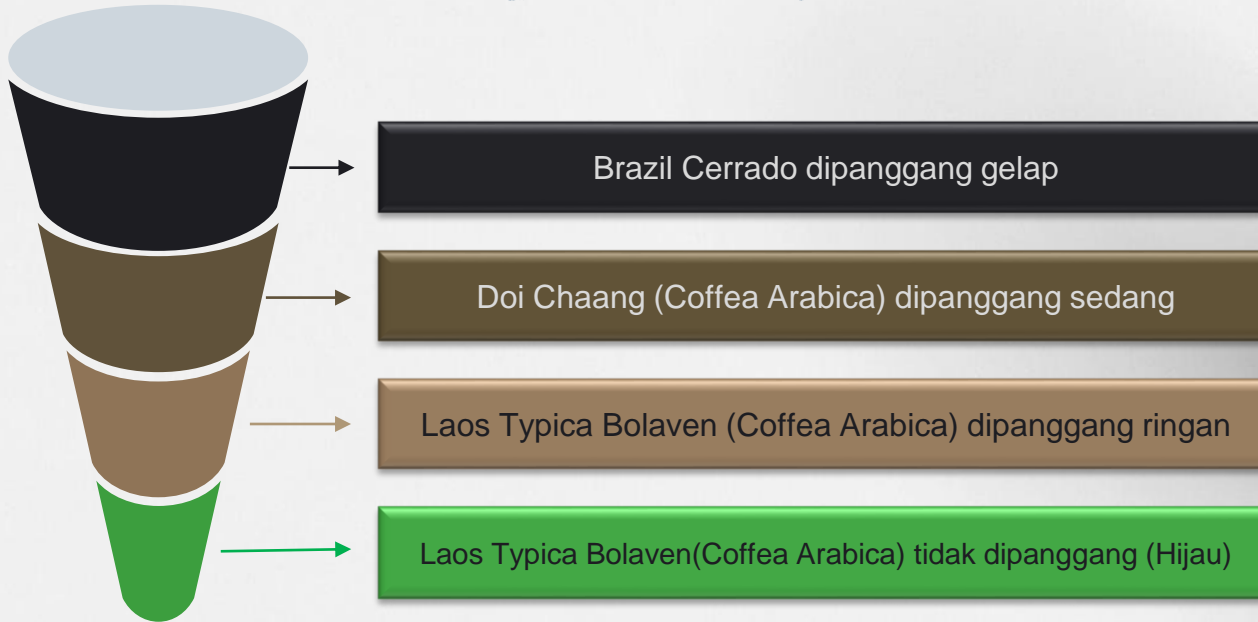 Brazil Cerrado dipanggang gelap
Doi Chaang (Coffea Arabica) dipanggang sedang
Laos Typica Bolaven (Coffea Arabica) dipanggang ringan
Laos Typica Bolaven(Coffea Arabica) tidak dipanggang (Hijau)